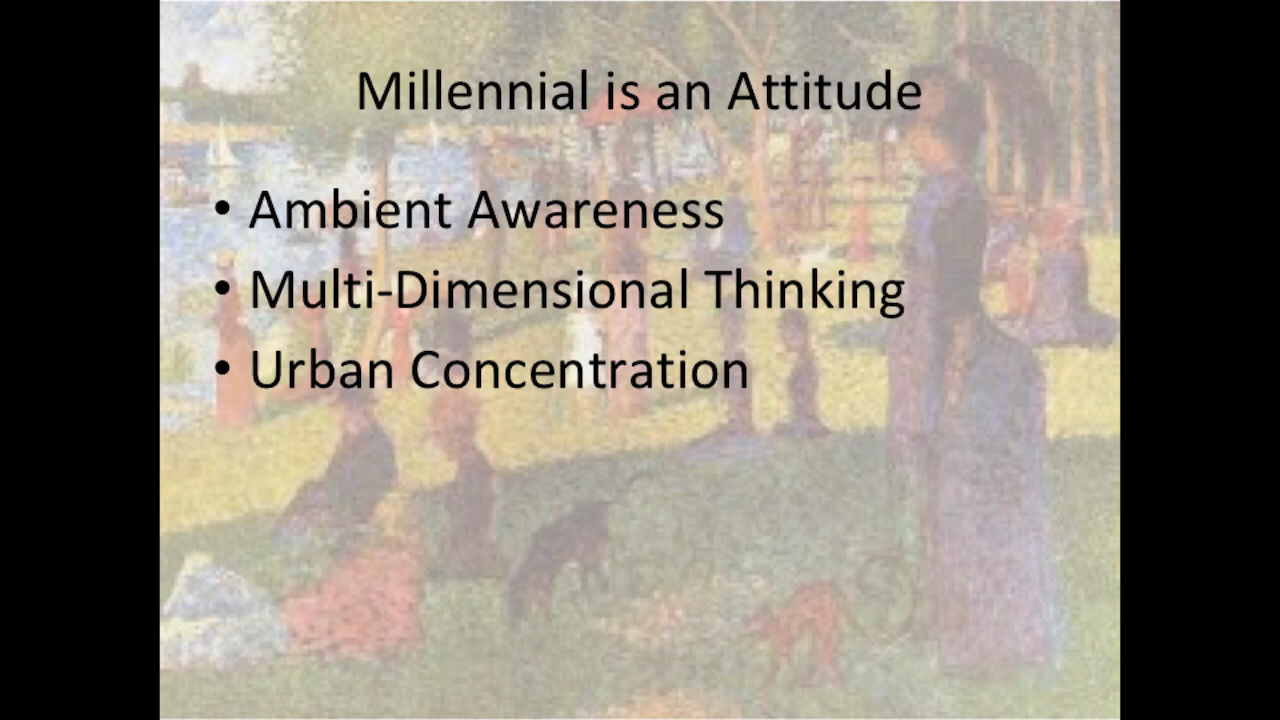 Millennial is an Attitude
• Ambient Awareness
• Multi-Dimensional Thinking
• Urban Concentration